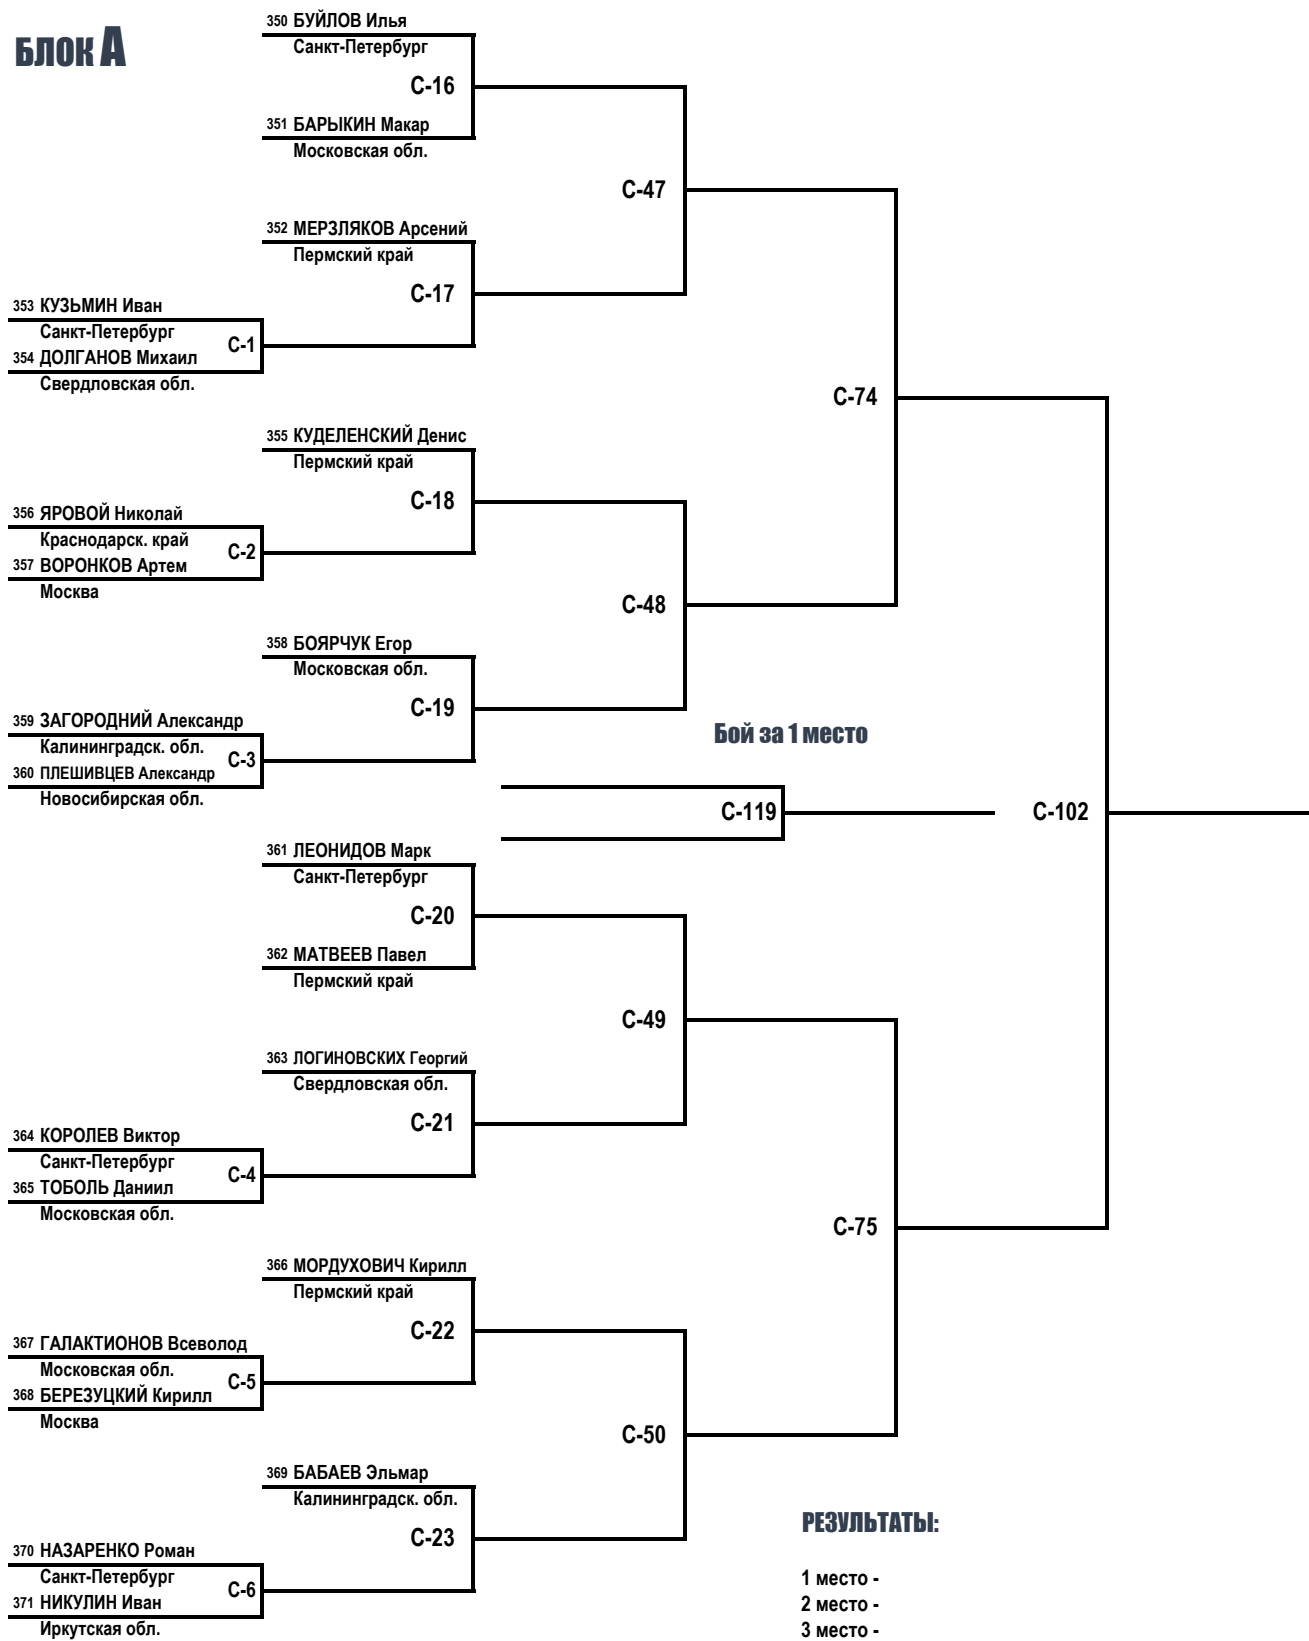 БЛОК А
350 БУЙЛОВ Илья
Санкт-Петербург
С-16
351 БАРЫКИН Макар
Московская обл.
С-47
352 МЕРЗЛЯКОВ Арсений
Пермский край
С-17
353 КУЗЬМИН Иван
Санкт-Петербург
С-1
354 ДОЛГАНОВ Михаил
Свердловская обл.
С-74
355 КУДЕЛЕНСКИЙ Денис
Пермский край
С-18
356 ЯРОВОЙ Николай
Краснодарск. край
С-2
357 ВОРОНКОВ Артем
Москва
С-48
358 БОЯРЧУК Егор
Московская обл.
С-19
359 ЗАГОРОДНИЙ Александр
Калининградск. обл.
С-3
360 ПЛЕШИВЦЕВ Александр
Новосибирская обл.
Бой за 1 место
С-119
С-102
361 ЛЕОНИДОВ Марк
Санкт-Петербург
С-20
362 МАТВЕЕВ Павел
Пермский край
С-49
363 ЛОГИНОВСКИХ Георгий
Свердловская обл.
С-21
364 КОРОЛЕВ Виктор
Санкт-Петербург
С-4
365 ТОБОЛЬ Даниил
Московская обл.
С-75
366 МОРДУХОВИЧ Кирилл
Пермский край
С-22
367 ГАЛАКТИОНОВ Всеволод
Московская обл.
С-5
368 БЕРЕЗУЦКИЙ Кирилл
Москва
С-50
369 БАБАЕВ Эльмар
Калининградск. обл.
С-23
370 НАЗАРЕНКО Роман
Санкт-Петербург
С-6
371 НИКУЛИН Иван
Иркутская обл.
РЕЗУЛЬТАТЫ:
1 место -
2 место -
3 место -